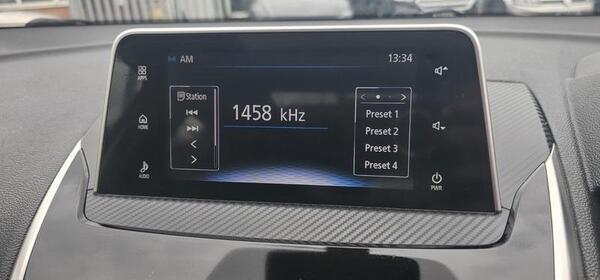 AM
13:34
APPS
HOME
AUDIO
Station
1458 kHz
Preset 1
Preset 2
Preset 3
Preset 4
PWR